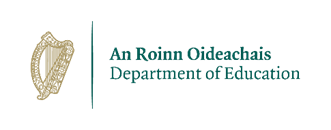 An Roinn Oideachais
Department of Education